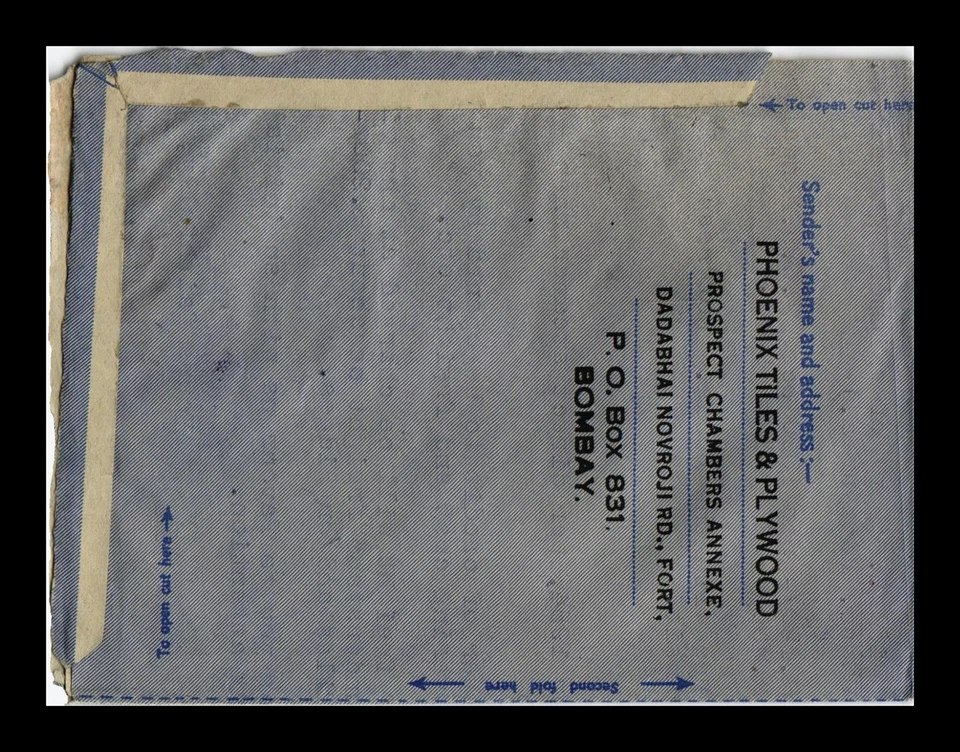 To open cut here
Sender's name and address :—
PHOENIX TILES & PLYWOOD
PROSPECT CHAMBERS ANNEXE,
DADABHAI NOVROJI RD., FORT,
P. O. BOX 831.
BOMBAY.
Second fold here
To open cut here